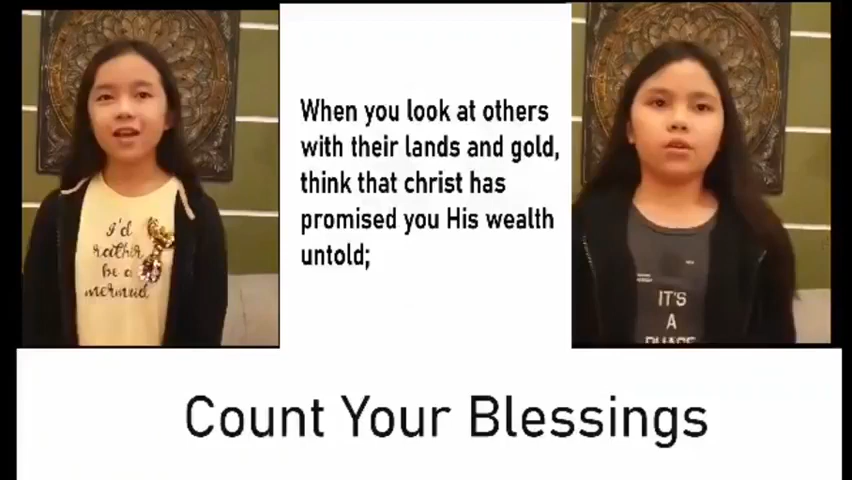 I'd
rather
be a
mermaid
When you look at others
with their lands and gold,
think that christ has
promised you His wealth
untold;
IT'S
A
PHASE
Count Your Blessings